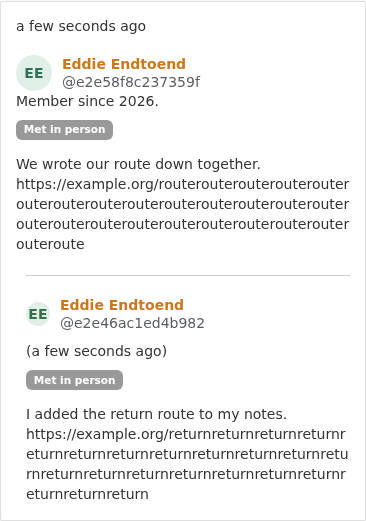 a few seconds ago
EE
Eddie Endtoend
@e2e58f8c237359f
Member since 2026.
Met in person
We wrote our route down together.
https://example.org/routerouterouterouterouter
outerouterouterouterouterouterouterouterouter
outerouterouterouterouterouterouterouterouter
outeroute
EE
Eddie Endtoend
@e2e46ac1ed4b982
(a few seconds ago)
Met in person
I added the return route to my notes.
https://example.org/returnreturnreturnreturnr
eturnreturnreturnreturnreturnreturnreturnretu
rnreturnreturnreturnreturnreturnreturnreturnr
eturnreturnreturn